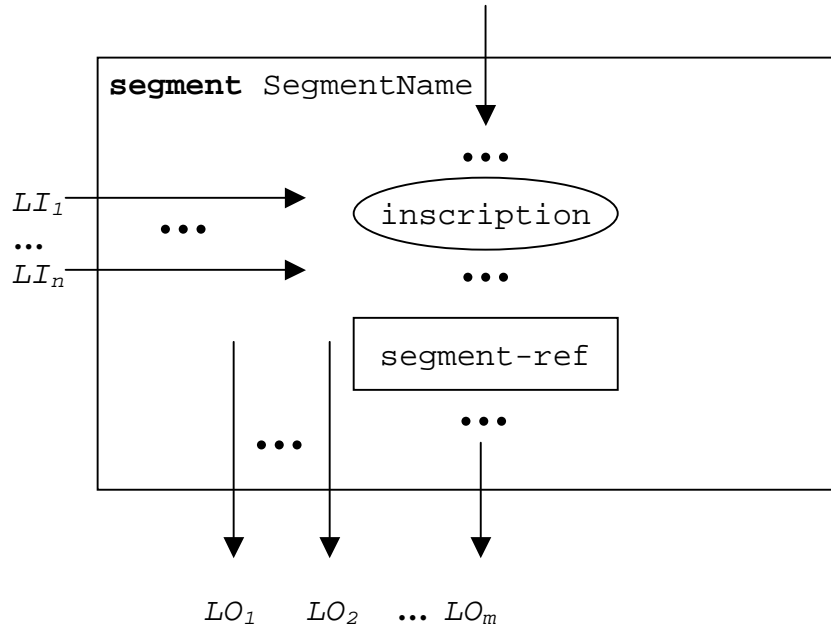 segment SegmentName
...
LI₁
inscription
...
...
LIₙ
...
segment-ref
...
...
LO₁ LO₂ ... LOₘ